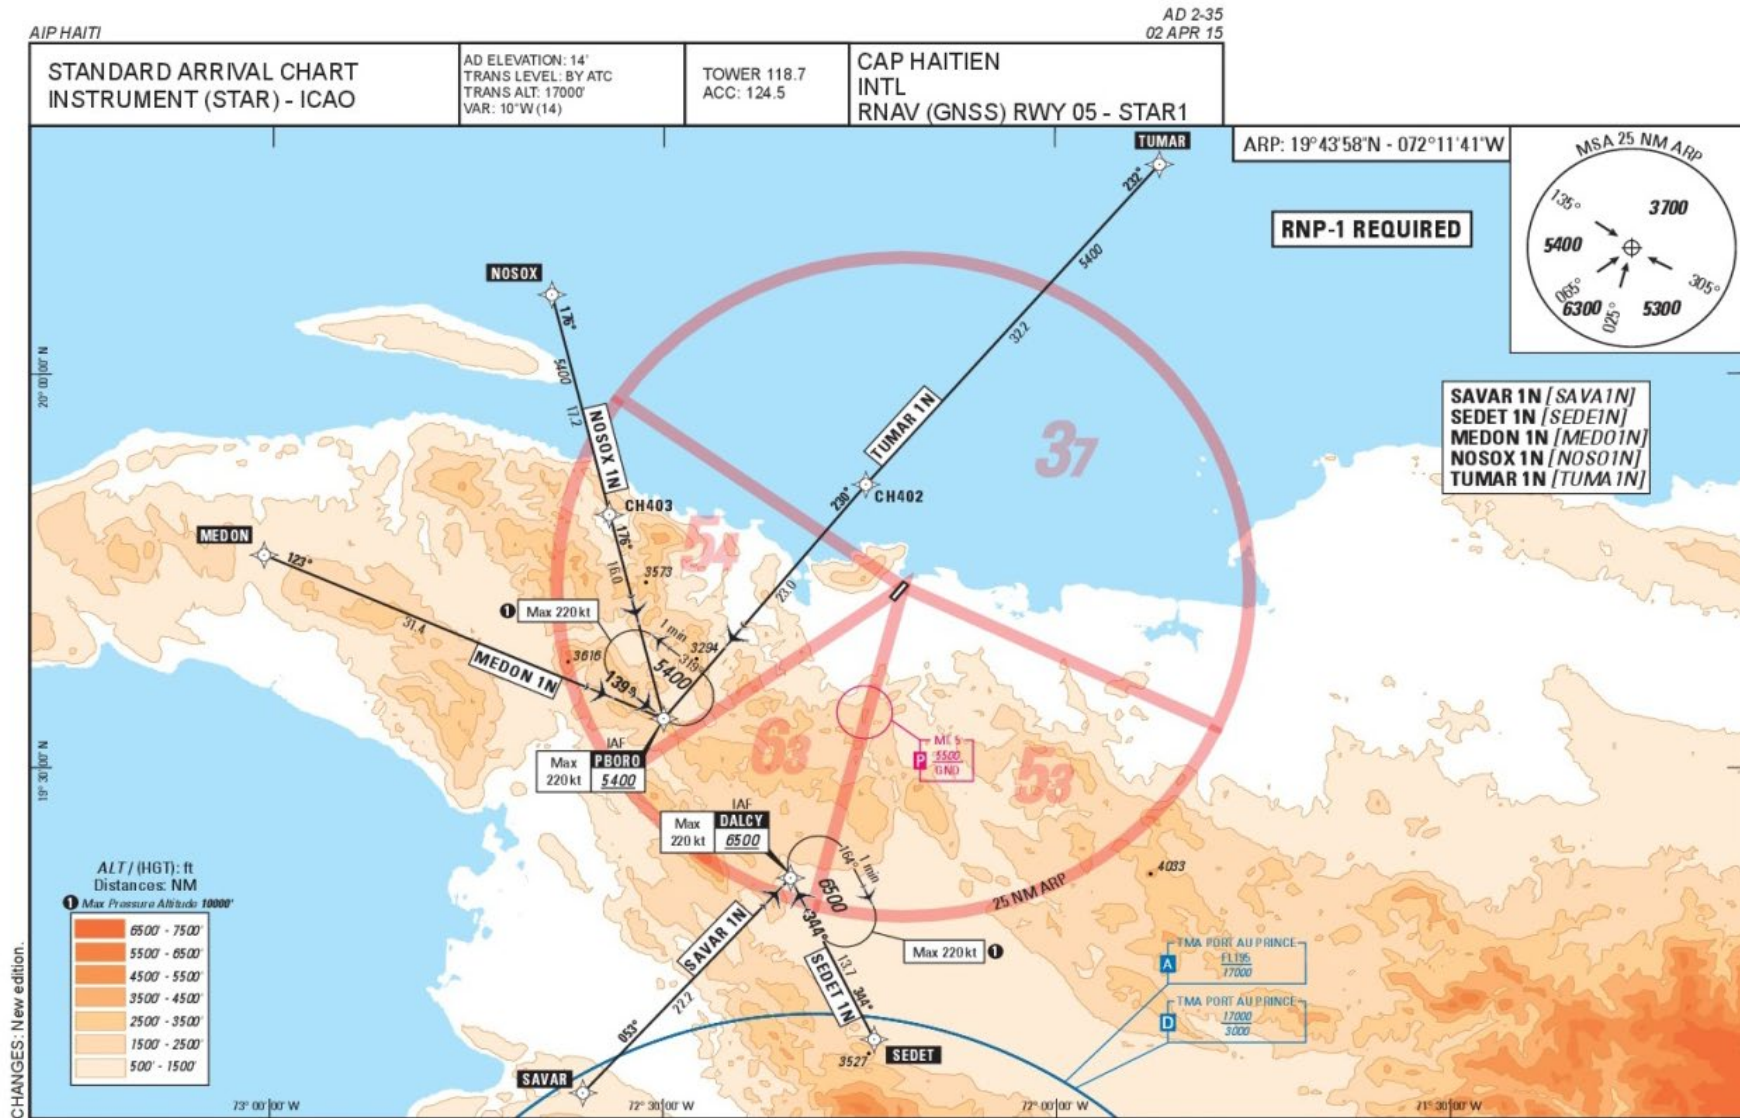 AIP HAITI
AD 2-35
02 APR 15
STANDARD ARRIVAL CHART
INSTRUMENT (STAR) - ICAO
AD ELEVATION: 14'
TRANS LEVEL: BY ATC
TRANS ALT: 17000'
VAR: 10°W (14)
TOWER 118.7
ACC: 124.5
CAP HAITIEN
INTL
RNAV (GNSS) RWY 05 - STAR1
ARP: 19°43'58"N - 072°11'41"W
MSA 25 NM ARP
135°
3700
5400
065°
6300
025°
5300
305°
RNP-1 REQUIRED
TUMAR
232°
5400
32.2
TUMAR 1N
NOSOX
176°
5400
17.2
NOSOX 1N
20° 00'00" N
SAVAR 1N [SAVA1N]
SEDET 1N [SEDE1N]
MEDON 1N [MEDO1N]
NOSOX 1N [NOSO1N]
TUMAR 1N [TUMA1N]
37
230°
CH402
CH403
176°
16.0
54
3573
23.0
MEDON
123°
31.4
MEDON 1N
1 Max 220 kt
1 min
3294
319°
3616
139°
5400
IAF
Max
220 kt
PBORO
5400
63
53
MI. 5
P
5500
GND
19° 30'00" N
IAF
Max
220 kt
DALCY
6500
164°
1 min
6500
4033
25 NM ARP
344°
Max 220 kt 1
SAVAR 1N
22.2
053°
13.7
SEDET 1N
344°
SEDET
3527
SAVAR
TMA PORT AU PRINCE
A
FL195
17000
TMA PORT AU PRINCE
D
17000
3000
ALT / (HGT): ft
Distances: NM
1 Max Pressure Altitude 10000'
6500' - 7500'
5500' - 6500'
4500' - 5500'
3500' - 4500'
2500' - 3500'
1500' - 2500'
500' - 1500'
CHANGES: New edition.
73° 00'00" W
72° 30'00" W
72° 00'00" W
71° 30'00" W